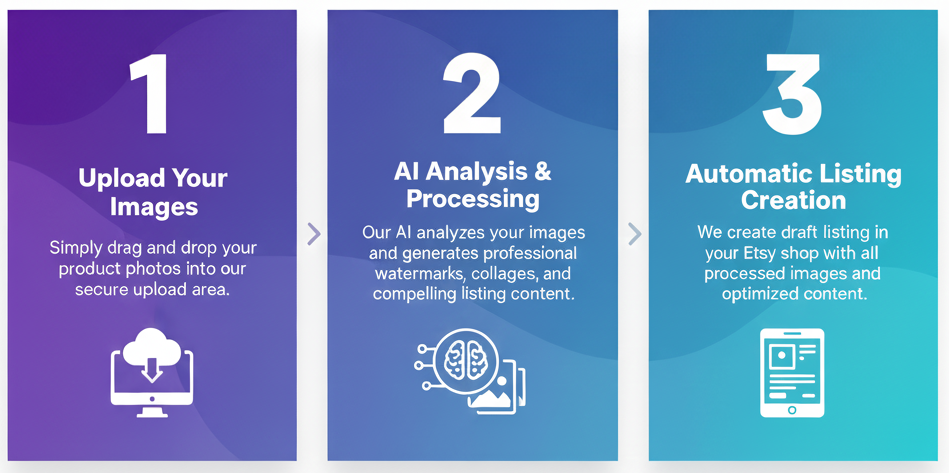 1
Upload Your
Images
Simply drag and drop your
product photos into our
secure upload area.
2
AI Analysis &
Processing
Our AI analyzes your images
and generates professional
watermarks, collages, and
compelling listing content.
3
Automatic Listing
Creation
We create draft listing in
your Etsy shop with all
processed images and
optimized content.